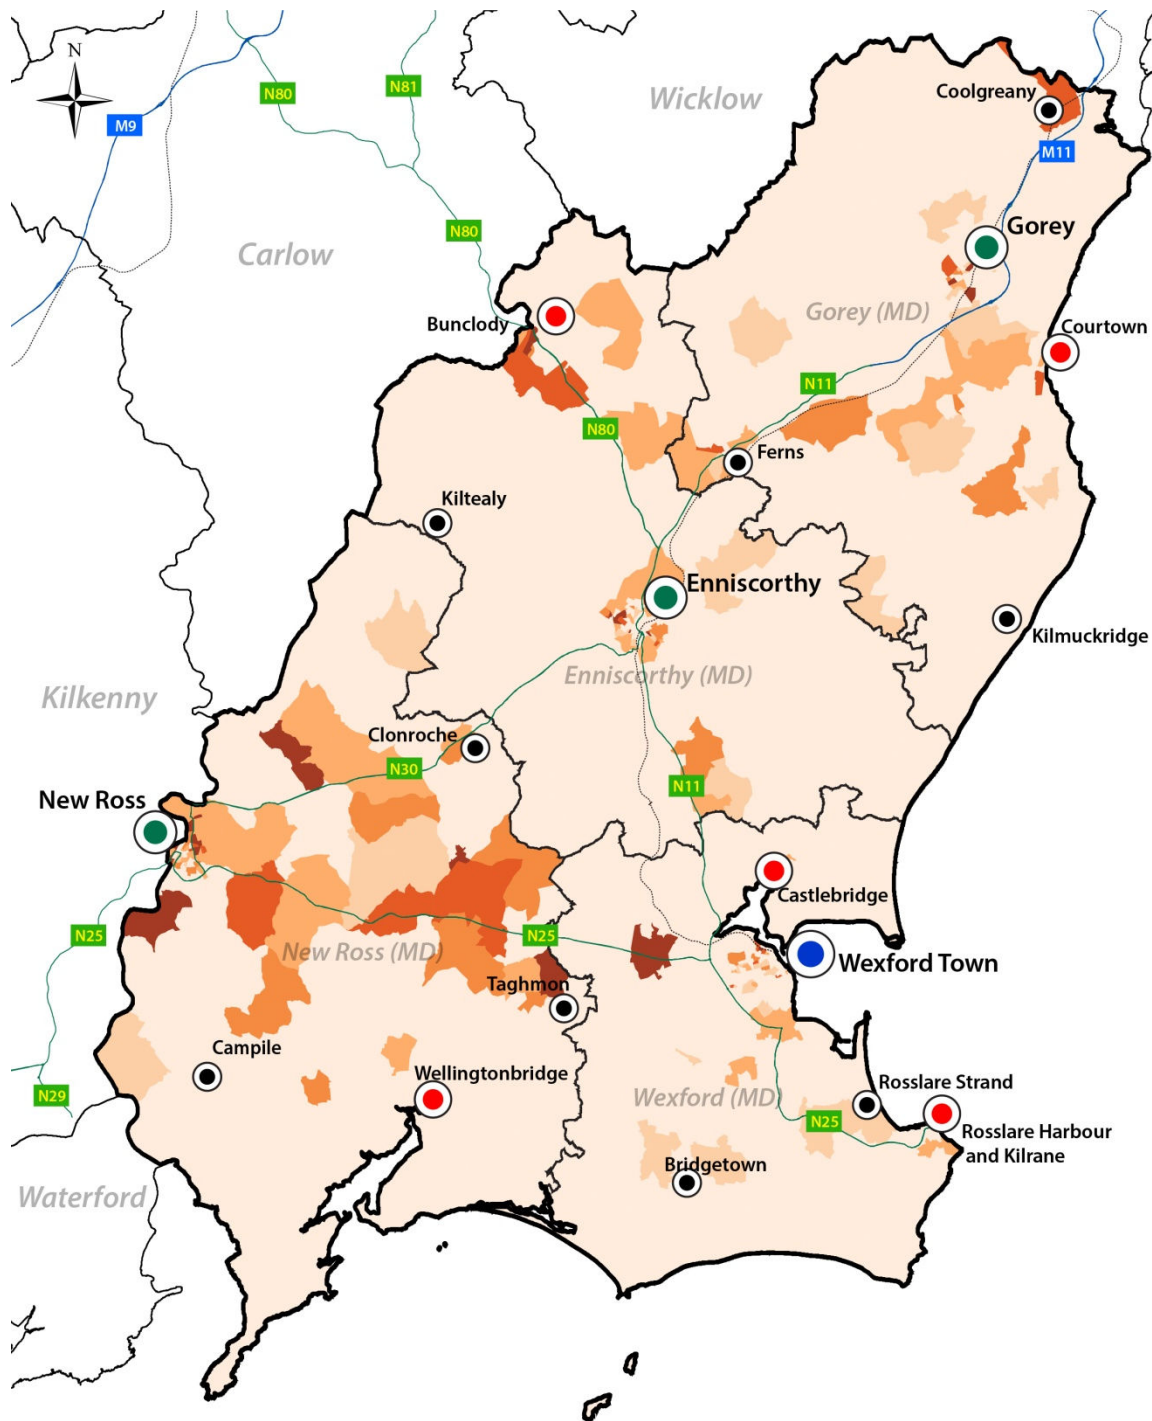 N
N80
N81
M9
Wicklow
Coolgreany
M11
N80
Carlow
Gorey
Bunclody
Gorey (MD)
Courtown
N11
N80
Ferns
Kiltealy
Enniscorthy
Kilmuckridge
Enniscorthy (MD)
Kilkenny
Clonroche
N30
N11
New Ross
Castlebridge
N25
N25
New Ross (MD)
Wexford Town
Taghmon
Campile
Wellingtonbridge
Rosslare Strand
N29
Wexford (MD)
N25
Rosslare Harbour
and Kilrane
Bridgetown
Waterford